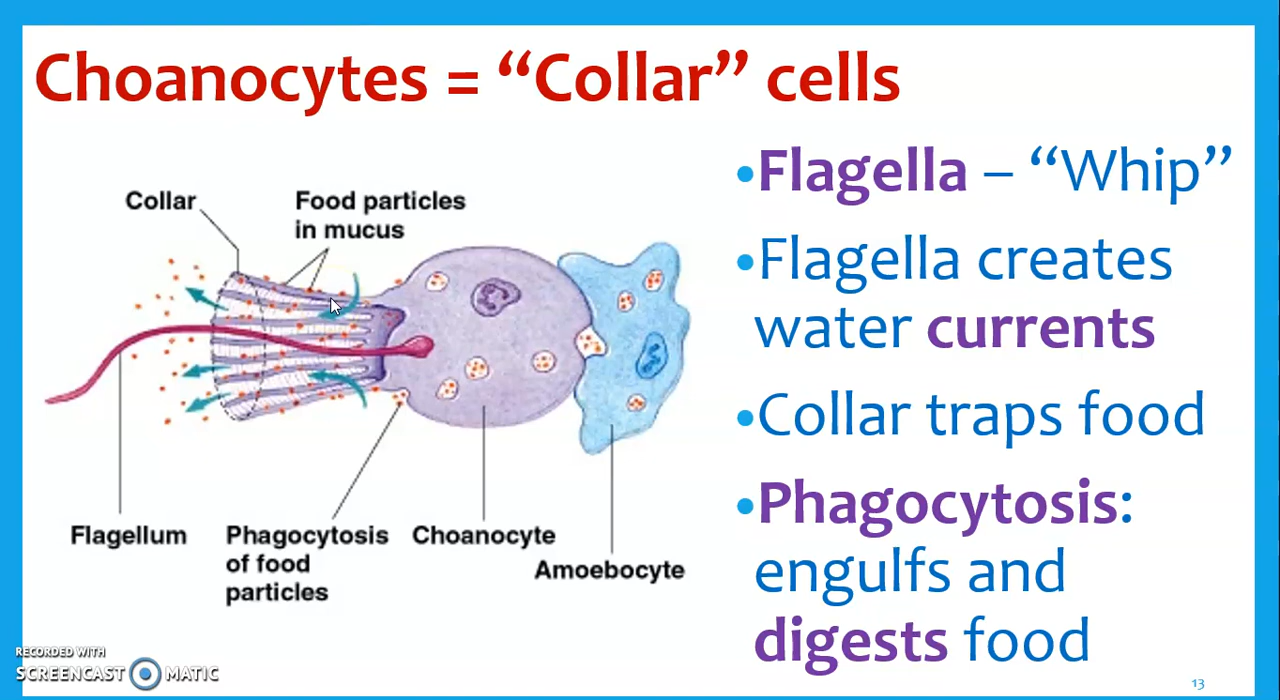 Choanocytes = “Collar” cells
Collar
Food particles
in mucus
Flagellum
Phagocytosis
of food
particles
Choanocyte
Amoebocyte
•Flagella – “Whip”
•Flagella creates
water currents
•Collar traps food
•Phagocytosis:
engulfs and
digests food
RECORDED WITH
SCREENCAST MATIC
13